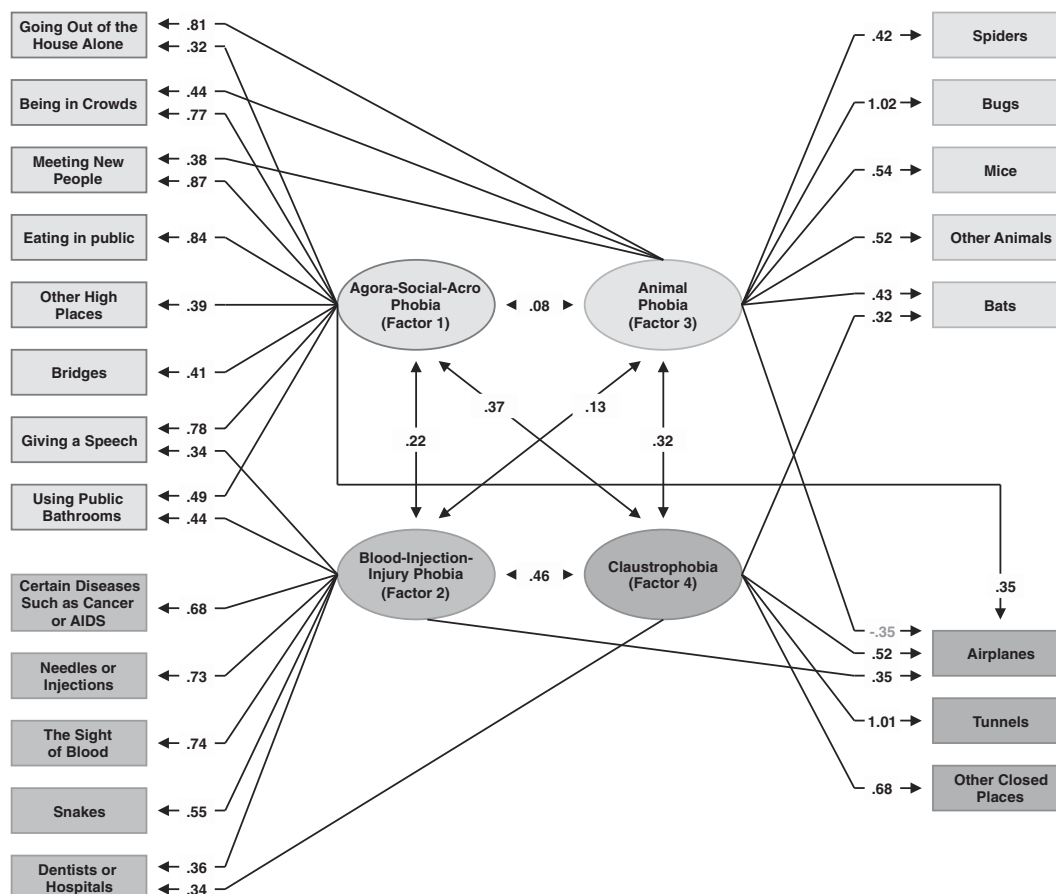 Going Out of the
House Alone
.81
.32
Being in Crowds
.44
.77
Meeting New
People
.38
.87
Eating in public
.84
Other High
Places
.39
Bridges
.41
Giving a Speech
.78
.34
Using Public
Bathrooms
.49
.44
Certain Diseases
Such as Cancer
or AIDS
.68
Needles or
Injections
.73
The Sight
of Blood
.74
Snakes
.55
Dentists or
Hospitals
.36
.34
Agora-Social-Acro
Phobia
(Factor 1)
.08
Animal
Phobia
(Factor 3)
.37
.13
.22
.32
Blood-Injection-
Injury Phobia
(Factor 2)
.46
Claustrophobia
(Factor 4)
.42
Spiders
1.02
Bugs
.54
Mice
.52
Other Animals
.43
.32
Bats
.35
-.35
.52
.35
Airplanes
1.01
Tunnels
.68
Other Closed
Places